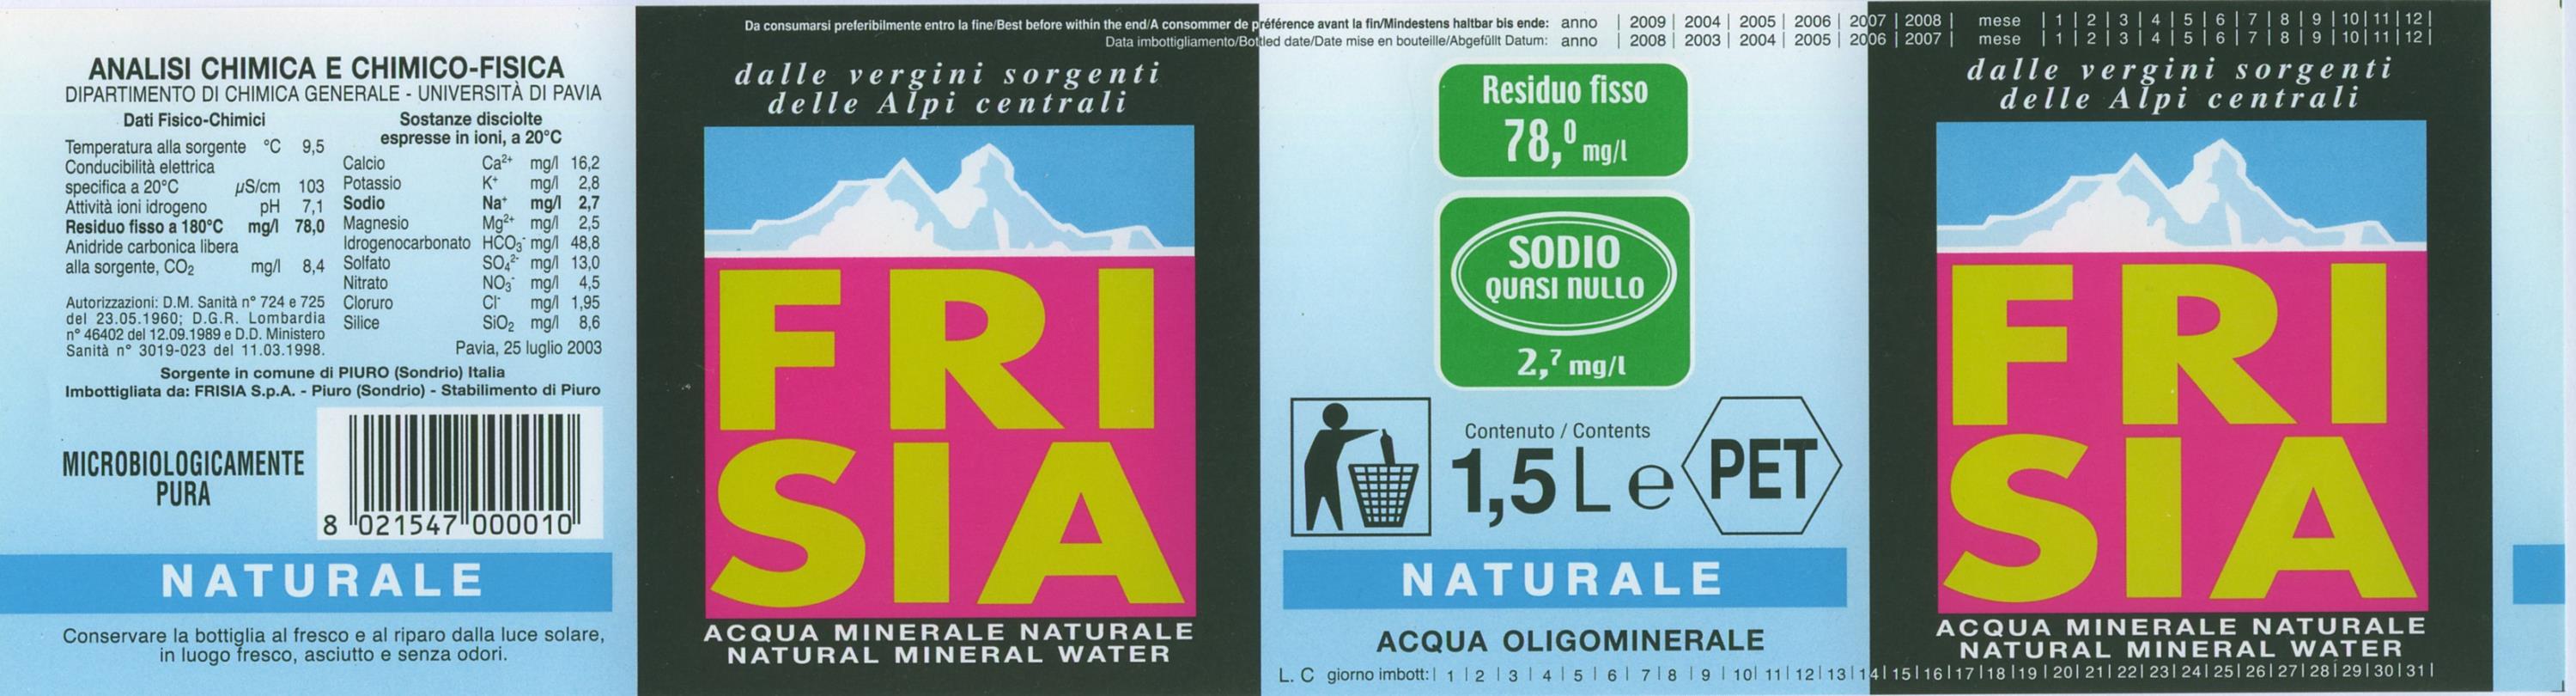 Da consumarsi preferibilmente entro la fine/Best before within the end/A consommer de préférence avant la fin/Mindestens haltbar bis ende: anno | 2009 | 2004 | 2005 | 2006 | 2007 | 2008 | mese | 1 | 2 | 3 | 4 | 5 | 6 | 7 | 8 | 9 | 10 | 11 | 12 |
Data imbottigliamento/Bottled date/Date mise en bouteille/Abgefüllt Datum: anno | 2008 | 2003 | 2004 | 2005 | 2006 | 2007 | mese | 1 | 2 | 3 | 4 | 5 | 6 | 7 | 8 | 9 | 10 | 11 | 12 |
ANALISI CHIMICA E CHIMICO-FISICA
DIPARTIMENTO DI CHIMICA GENERALE - UNIVERSITÀ DI PAVIA
Dati Fisico-Chimici
Temperatura alla sorgente °C 9,5
Conducibilità elettrica
specifica a 20°C µS/cm 103
Attività ioni idrogeno pH 7,1
Residuo fisso a 180°C mg/l 78,0
Anidride carbonica libera
alla sorgente, CO₂ mg/l 8,4
Autorizzazioni: D.M. Sanità n° 724 e 725
del 23.05.1960; D.G.R. Lombardia
n° 46402 del 12.09.1989 e D.D. Ministero
Sanità n° 3019-023 del 11.03.1998.
Sostanze disciolte
espresse in ioni, a 20°C
Calcio Ca²⁺ mg/l 16,2
Potassio K⁺ mg/l 2,8
Sodio Na⁺ mg/l 2,7
Magnesio Mg²⁺ mg/l 2,5
Idrogenocarbonato HCO₃⁻ mg/l 48,8
Solfato SO₄²⁻ mg/l 13,0
Nitrato NO₃⁻ mg/l 4,5
Cloruro Cl⁻ mg/l 1,95
Silice SiO₂ mg/l 8,6
Pavia, 25 luglio 2003
Sorgente in comune di PIURO (Sondrio) Italia
Imbottigliata da: FRISIA S.p.A. - Piuro (Sondrio) - Stabilimento di Piuro
MICROBIOLOGICAMENTE
PURA
8 021547 000010
NATURALE
Conservare la bottiglia al fresco e al riparo dalla luce solare,
in luogo fresco, asciutto e senza odori.
dalle vergini sorgenti
delle Alpi centrali
FRI
SIA
ACQUA MINERALE NATURALE
NATURAL MINERAL WATER
Residuo fisso
78,⁰ mg/l
SODIO
QUASI NULLO
2,⁷ mg/l
Contenuto / Contents
1,5 L e
PET
NATURALE
ACQUA OLIGOMINERALE
L. C giorno imbott: | 1 | 2 | 3 | 4 | 5 | 6 | 7 | 8 | 9 | 10 | 11 | 12 | 13 | 14 | 15 | 16 | 17 | 18 | 19 | 20 | 21 | 22 | 23 | 24 | 25 | 26 | 27 | 28 | 29 | 30 | 31 |
dalle vergini sorgenti
delle Alpi centrali
FRI
SIA
ACQUA MINERALE NATURALE
NATURAL MINERAL WATER